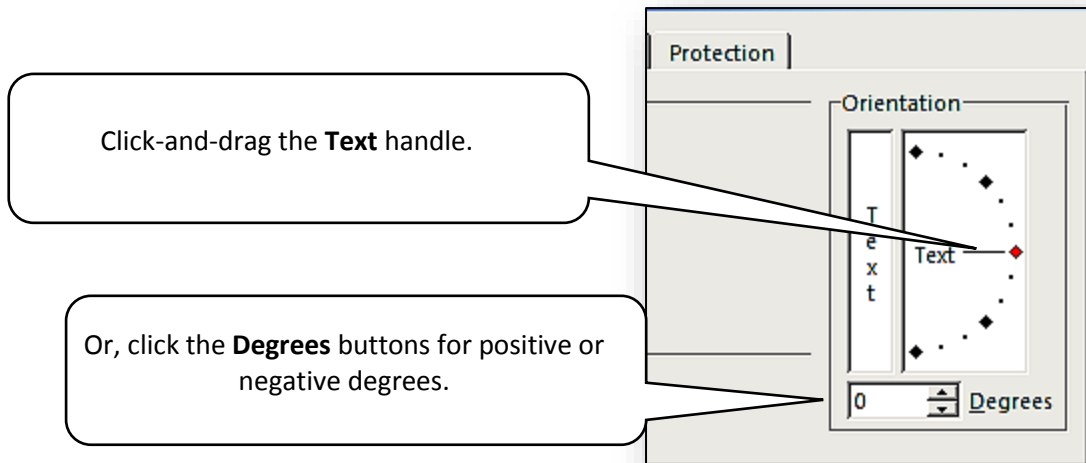 Protection
Click-and-drag the Text handle.
Orientation
T
e
x
t
Text
Or, click the Degrees buttons for positive or
negative degrees.
0
Degrees